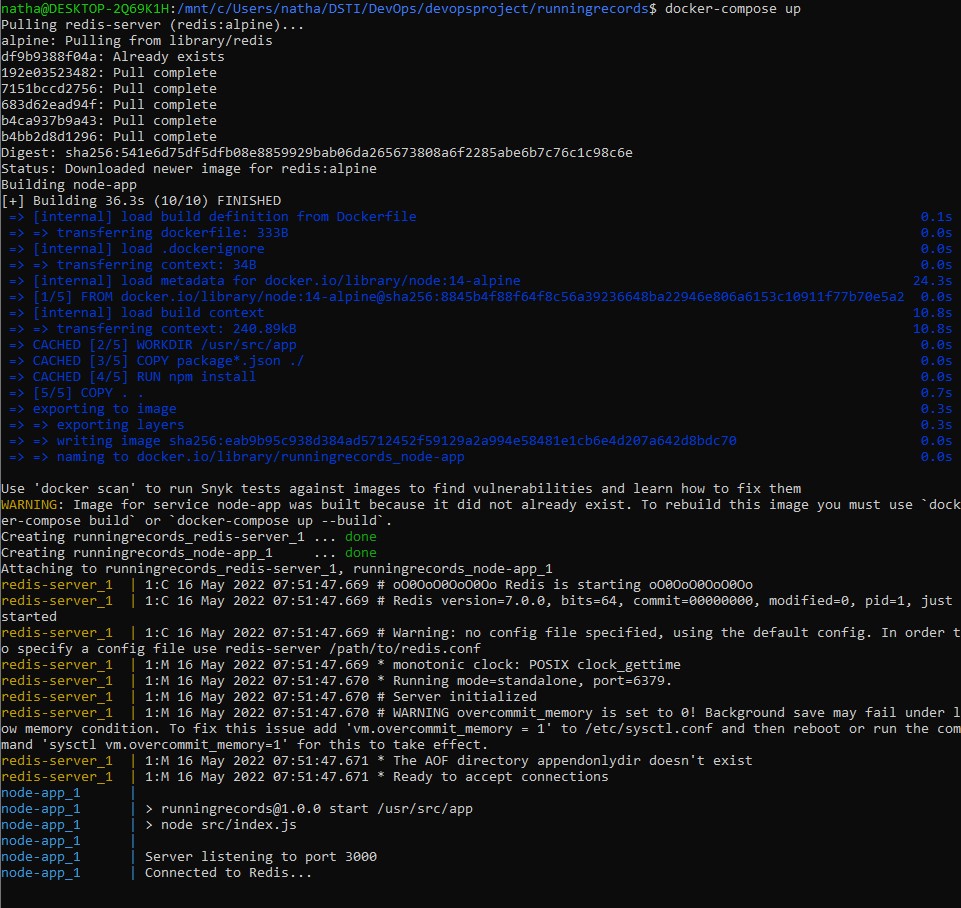 natha@DESKTOP-2Q69K1H:/mnt/c/Users/natha/DSTI/DevOps/devopsproject/runningrecords$ docker-compose up
Pulling redis-server (redis:alpine)...
alpine: Pulling from library/redis
df9b9388f04a: Already exists
192e03523482: Pull complete
7151bccd2756: Pull complete
683d62ead94f: Pull complete
b4ca937b9a43: Pull complete
b4bb2d8d1296: Pull complete
Digest: sha256:541e6d75df5dfb08e8859929bab06da265673808a6f2285abe6b7c76c1c98c6e
Status: Downloaded newer image for redis:alpine
Building node-app
[+] Building 36.3s (10/10) FINISHED
=> [internal] load build definition from Dockerfile 0.1s
=> => transferring dockerfile: 333B 0.0s
=> [internal] load .dockerignore 0.0s
=> => transferring context: 34B 0.0s
=> [internal] load metadata for docker.io/library/node:14-alpine 24.3s
=> [1/5] FROM docker.io/library/node:14-alpine@sha256:8845b4f88f64f8c56a39236648ba22946e806a6153c10911f77b70e5a2 0.0s
=> [internal] load build context 10.8s
=> => transferring context: 240.89kB 10.8s
=> CACHED [2/5] WORKDIR /usr/src/app 0.0s
=> CACHED [3/5] COPY package*.json ./ 0.0s
=> CACHED [4/5] RUN npm install 0.0s
=> [5/5] COPY . . 0.7s
=> exporting to image 0.3s
=> => exporting layers 0.3s
=> => writing image sha256:eab9b95c938d384ad5712452f59129a2a994e58481e1cb6e4d207a642d8bdc70 0.0s
=> => naming to docker.io/library/runningrecords_node-app 0.0s
Use 'docker scan' to run Snyk tests against images to find vulnerabilities and learn how to fix them
WARNING: Image for service node-app was built because it did not already exist. To rebuild this image you must use `dock
er-compose build` or `docker-compose up --build`.
Creating runningrecords_redis-server_1 ... done
Creating runningrecords_node-app_1     ... done
Attaching to runningrecords_redis-server_1, runningrecords_node-app_1
redis-server_1  | 1:C 16 May 2022 07:51:47.669 # oO0OoO0OoO0Oo Redis is starting oO0OoO0OoO0Oo
redis-server_1  | 1:C 16 May 2022 07:51:47.669 # Redis version=7.0.0, bits=64, commit=00000000, modified=0, pid=1, just
started
redis-server_1  | 1:C 16 May 2022 07:51:47.669 # Warning: no config file specified, using the default config. In order t
o specify a config file use redis-server /path/to/redis.conf
redis-server_1  | 1:M 16 May 2022 07:51:47.669 * monotonic clock: POSIX clock_gettime
redis-server_1  | 1:M 16 May 2022 07:51:47.670 * Running mode=standalone, port=6379.
redis-server_1  | 1:M 16 May 2022 07:51:47.670 # Server initialized
redis-server_1  | 1:M 16 May 2022 07:51:47.670 # WARNING overcommit_memory is set to 0! Background save may fail under l
ow memory condition. To fix this issue add 'vm.overcommit_memory = 1' to /etc/sysctl.conf and then reboot or run the com
mand 'sysctl vm.overcommit_memory=1' for this to take effect.
redis-server_1  | 1:M 16 May 2022 07:51:47.671 * The AOF directory appendonlydir doesn't exist
redis-server_1  | 1:M 16 May 2022 07:51:47.671 * Ready to accept connections
node-app_1      |
node-app_1      | > runningrecords@1.0.0 start /usr/src/app
node-app_1      | > node src/index.js
node-app_1      |
node-app_1      | Server listening to port 3000
node-app_1      | Connected to Redis...